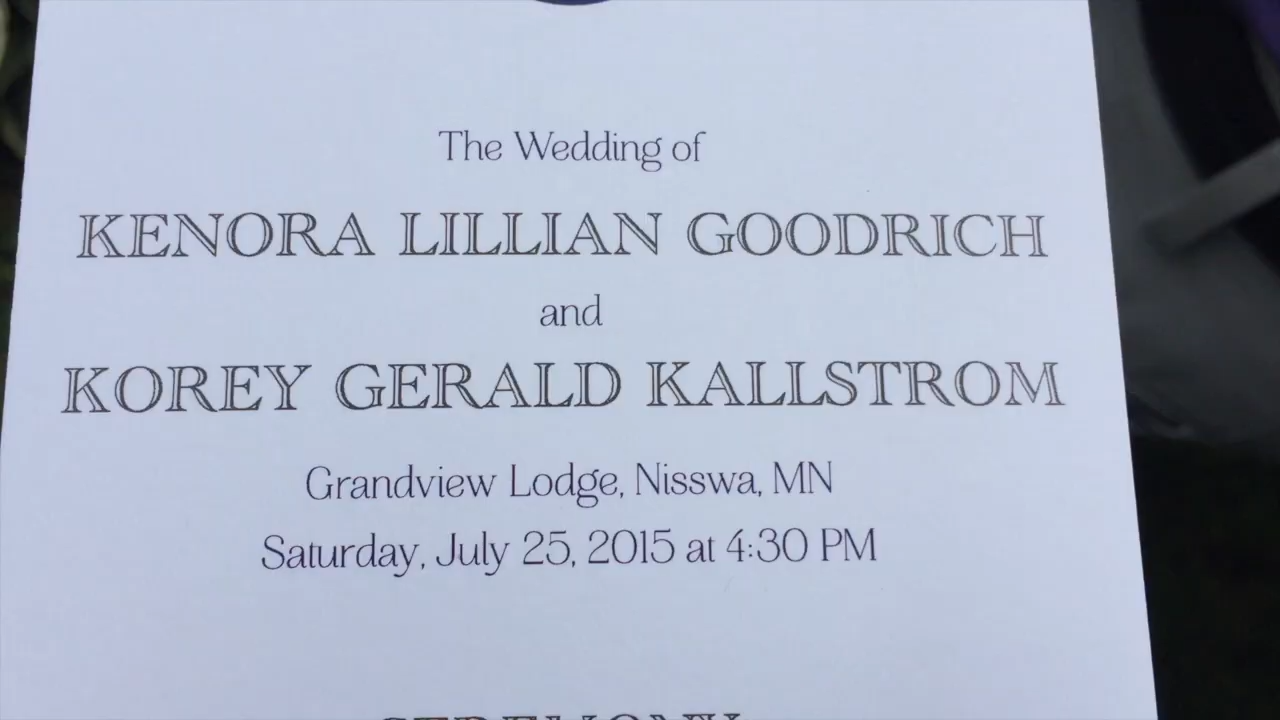 The Wedding of
KENORA LILLIAN GOODRICH
and
KOREY GERALD KALLSTROM
Grandview Lodge, Nisswa, MN
Saturday, July 25, 2015 at 4:30 PM
CEREMONY